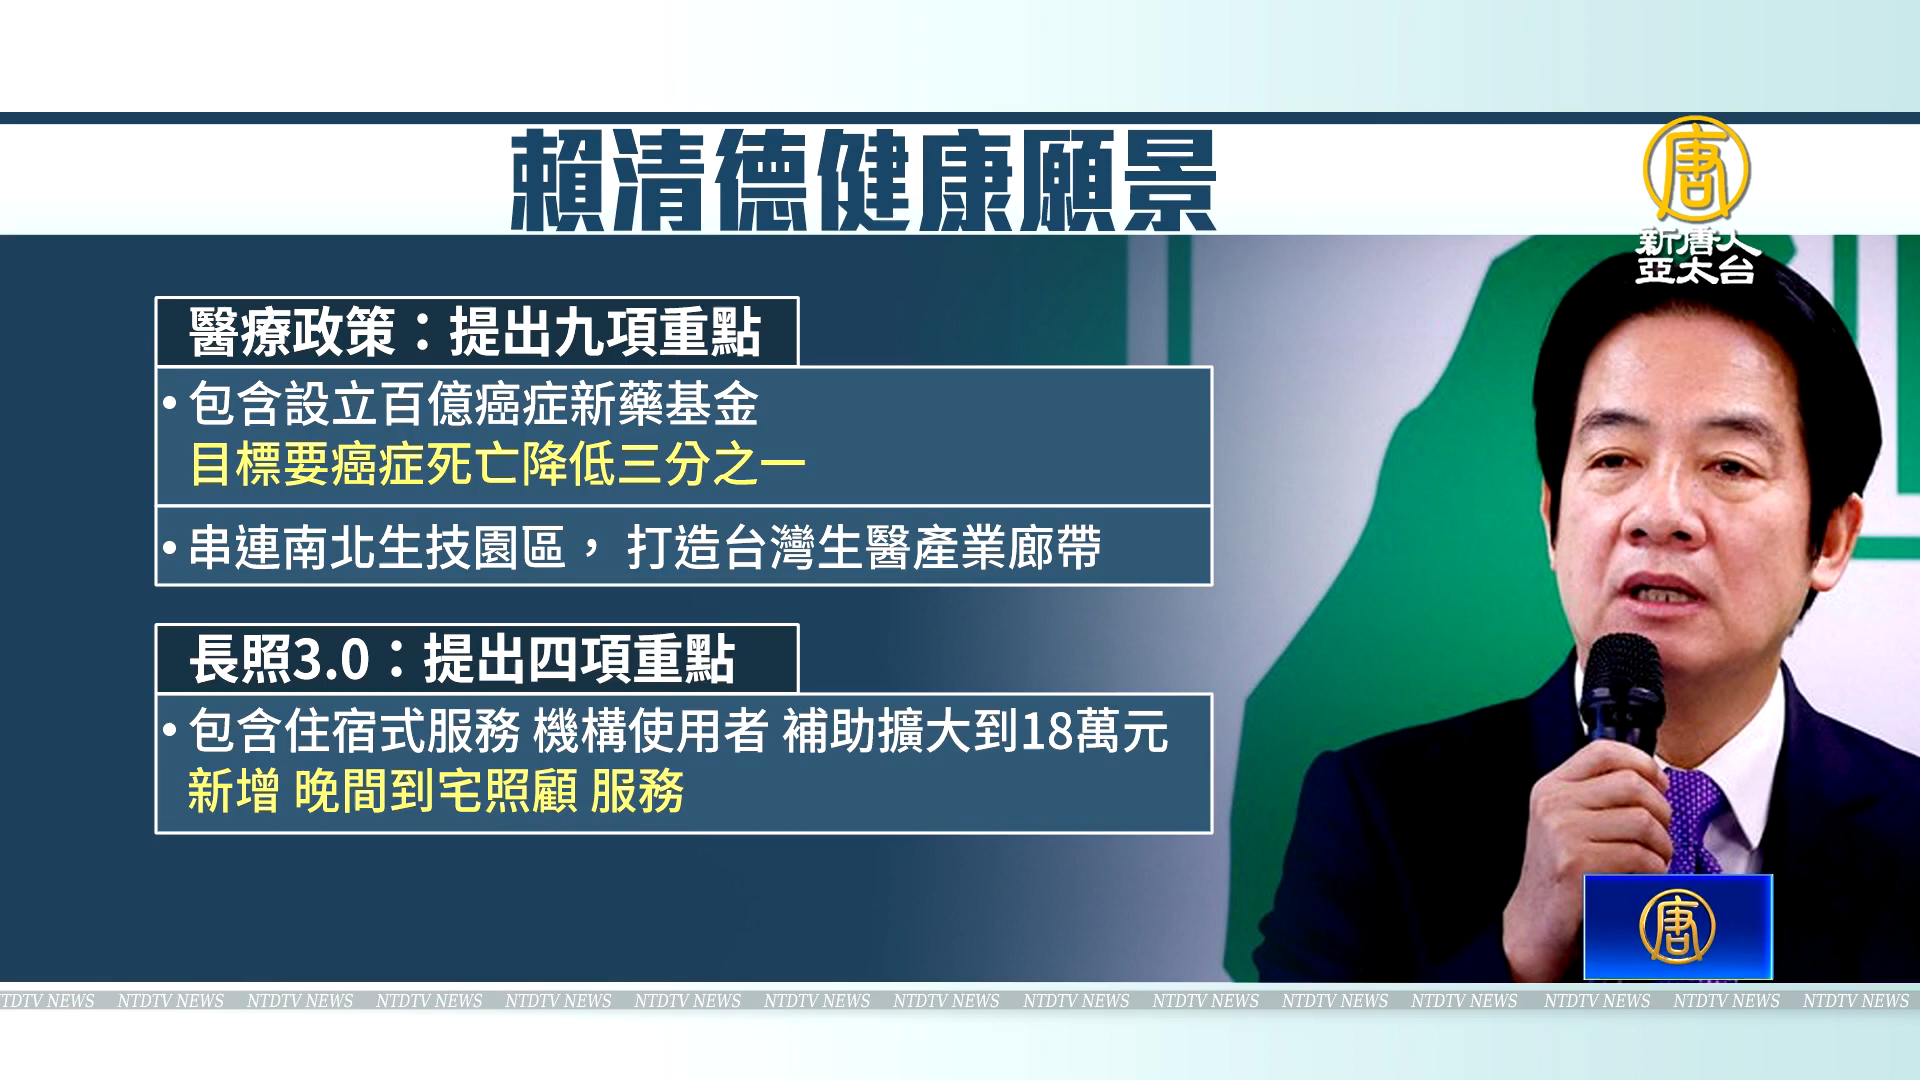 賴清德健康願景
唐
新唐人
亞太台
醫療政策：提出九項重點
•包含設立百億癌症新藥基金
目標要癌症死亡降低三分之一
•串連南北生技園區， 打造台灣生醫產業廊帶
長照3.0：提出四項重點
•包含住宿式服務 機構使用者 補助擴大到18萬元
新增 晚間到宅照顧 服務
唐
TDTV NEWS NTDTV NEWS NTDTV NEWS NTDTV NEWS NTDTV NEWS NTDTV NEWS NTDTV NEWS NTDTV NEWS NTDTV NEWS NTDTV NEWS NTDTV NEWS NTDTV NEWS NTDTV NEWS NTDTV NEWS NTDTV NEWS